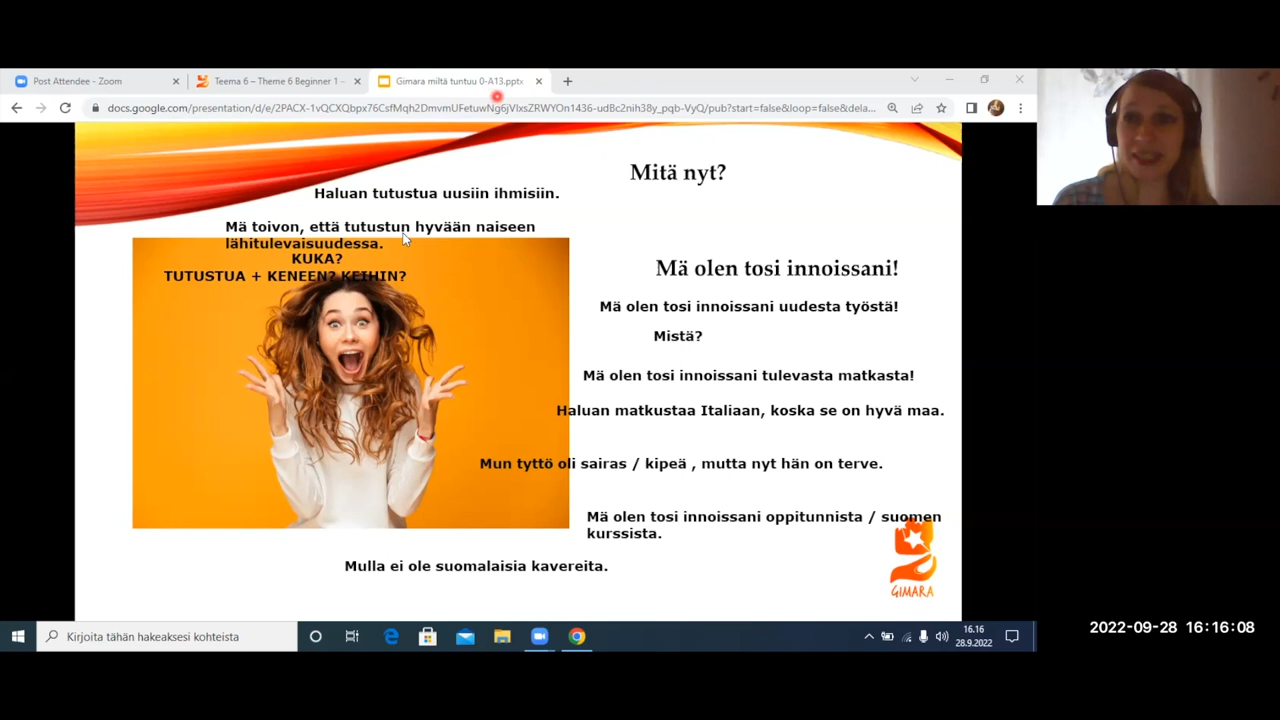 Post Attendee - Zoom
Teema 6 – Theme 6 Beginner 1 –
Gimara miltä tuntuu 0-A13.pptx
docs.google.com/presentation/d/e/2PACX-1vQCXQbpx76CsfMqh2DmvmUFetuwNg6jVlxsZRWYOn1436-udBc2nih38y_pqb-VyQ/pub?start=false&loop=false&dela...
Mitä nyt?
Haluan tutustua uusiin ihmisiin.
Mä toivon, että tutustun hyvään naiseen
lähitulevaisuudessa.
KUKA?
TUTUSTUA + KENEEN? KEIHIN?
Mä olen tosi innoissani!
Mä olen tosi innoissani uudesta työstä!
Mistä?
Mä olen tosi innoissani tulevasta matkasta!
Haluan matkustaa Italiaan, koska se on hyvä maa.
Mun tyttö oli sairas / kipeä , mutta nyt hän on terve.
Mä olen tosi innoissani oppitunnista / suomen
kurssista.
Mulla ei ole suomalaisia kavereita.
GIMARA
Kirjoita tähän hakeaksesi kohteista
16.16
28.9.2022
2022-09-28 16:16:08